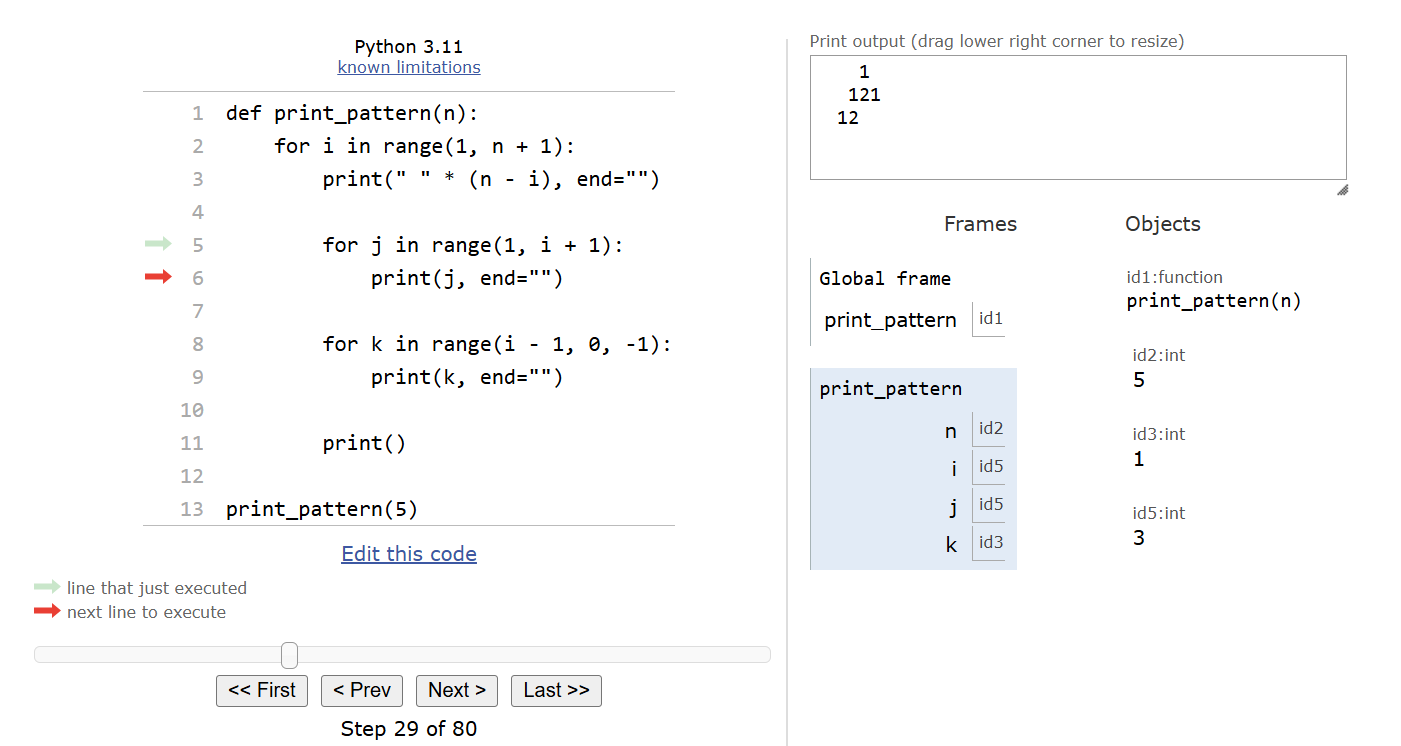 Python 3.11
known limitations
1 def print_pattern(n):
2     for i in range(1, n + 1):
3         print(" " * (n - i), end="")
4
5         for j in range(1, i + 1):
6             print(j, end="")
7
8         for k in range(i - 1, 0, -1):
9             print(k, end="")
10
11         print()
12
13 print_pattern(5)
Edit this code
line that just executed
next line to execute
<< First < Prev Next > Last >>
Step 29 of 80
Print output (drag lower right corner to resize)
    1
   121
  12
Frames Objects
Global frame
print_pattern id1
print_pattern
n id2
i id5
j id5
k id3
id1:function
print_pattern(n)
id2:int
5
id3:int
1
id5:int
3